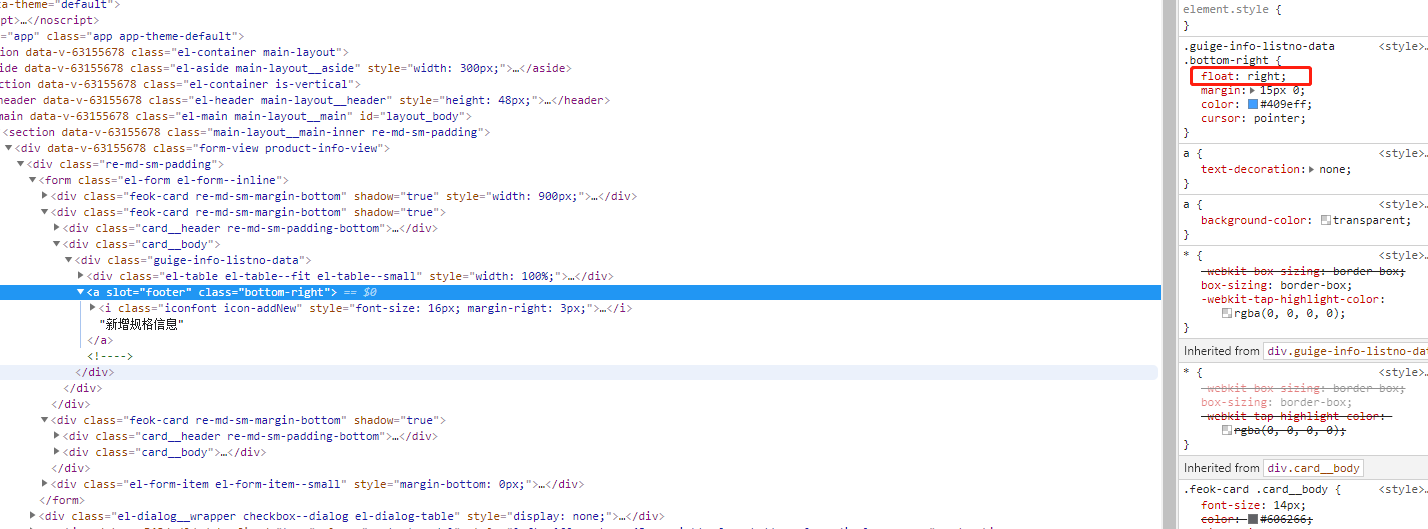 ta-theme="default">
ipt>…</noscript>
="app" class="app app-theme-default">
tion data-v-63155678 class="el-container main-layout">
side data-v-63155678 class="el-aside main-layout__aside" style="width: 300px;">…</aside>
ection data-v-63155678 class="el-container is-vertical">
header data-v-63155678 class="el-header main-layout__header" style="height: 48px;">…</header>
main data-v-63155678 class="el-main main-layout__main" id="layout_body">
<section data-v-63155678 class="main-layout__main-inner re-md-sm-padding">
▼<div data-v-63155678 class="form-view product-info-view">
▼<div class="re-md-sm-padding">
▼<form class="el-form el-form--inline">
▶<div class="feok-card re-md-sm-margin-bottom" shadow="true" style="width: 900px;">…</div>
▼<div class="feok-card re-md-sm-margin-bottom" shadow="true">
▶<div class="card__header re-md-sm-padding-bottom">…</div>
▼<div class="card__body">
▼<div class="guige-info-listno-data">
▶<div class="el-table el-table--fit el-table--small" style="width: 100%;">…</div>
▼<a slot="footer" class="bottom-right"> == $0
▶<i class="iconfont icon-addNew" style="font-size: 16px; margin-right: 3px;">…</i>
"新增规格信息"
</a>
<!---->
</div>
</div>
</div>
▼<div class="feok-card re-md-sm-margin-bottom" shadow="true">
▶<div class="card__header re-md-sm-padding-bottom">…</div>
▶<div class="card__body">…</div>
</div>
▶<div class="el-form-item el-form-item--small" style="margin-bottom: 0px;">…</div>
</form>
▶<div class="el-dialog__wrapper checkbox--dialog el-dialog-table" style="display: none;">…</div>
element.style {
}
.guige-info-listno-data <style>…
.bottom-right {
float: right;
margin:▶ 15px 0;
color: #409eff;
cursor: pointer;
}
a { <style>…
text-decoration:▶ none;
}
a { <style>…
background-color: transparent;
}
* { <style>…
-webkit-box-sizing: border-box;
box-sizing: border-box;
-webkit-tap-highlight-color:
rgba(0, 0, 0, 0);
}
Inherited from div.guige-info-listno-dat
* { <style>…
-webkit-box-sizing: border-box;
box-sizing: border-box;
-webkit-tap-highlight-color:
rgba(0, 0, 0, 0);
}
Inherited from div.card__body
.feok-card .card__body { <style>…
font-size: 14px;
color: #606266;